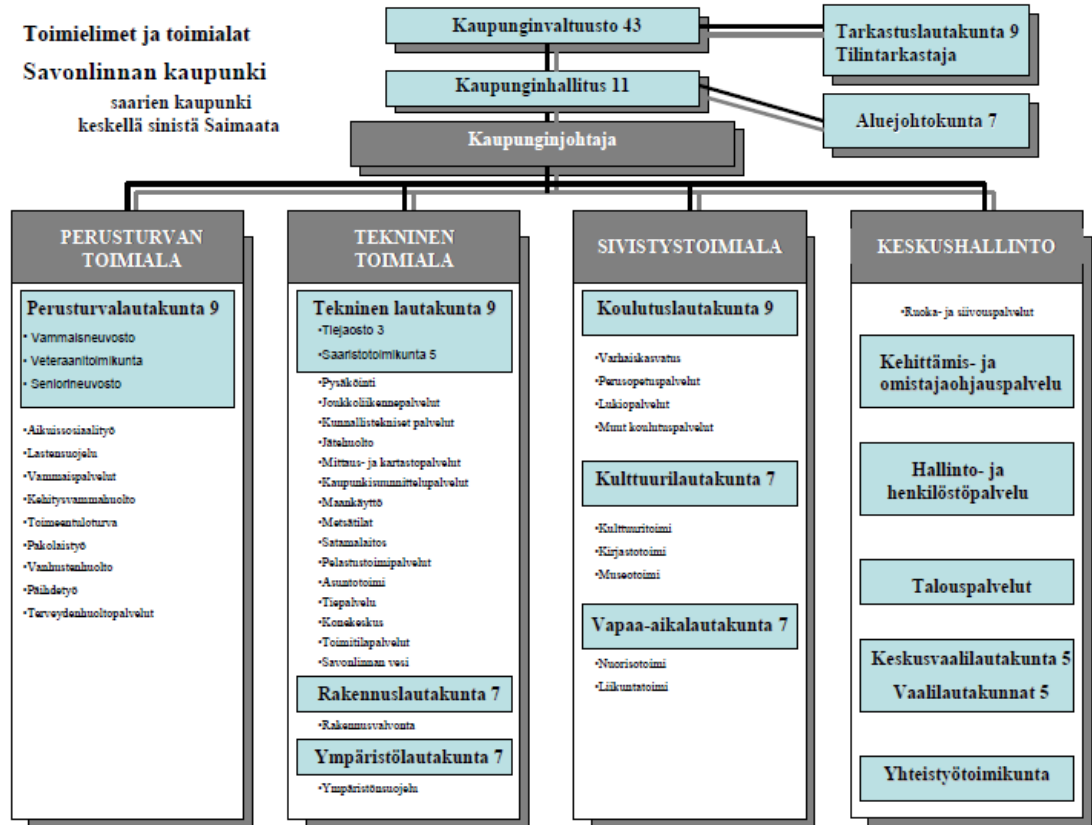 Toimielimet ja toimialat
Savonlinnan kaupunki
saarien kaupunki
keskellä sinistä Saimaata
Kaupunginvaltuusto 43
Tarkastuslautakunta 9
Tilintarkastaja
Kaupunginhallitus 11
Aluejohtokunta 7
Kaupunginjohtaja
PERUSTURVAN
TOIMIALA
Perusturvalautakunta 9
• Vammaisneuvosto
• Veteraanitoimikunta
• Seniorineuvosto
•Aikuissosiaalityö
•Lastensuojelu
•Vammaispalvelut
•Kehitysvammahuolto
•Toimeentuloturva
•Pakolaistyö
•Vanhustenhuolto
•Päihdetyö
•Terveydenhuoltopalvelut
TEKNINEN
TOIMIALA
Tekninen lautakunta 9
•Tiejaosto 3
•Saaristotoimikunta 5
•Pysäköinti
•Joukkoliikennepalvelut
•Kunnallistekniset palvelut
•Jätehuolto
•Mittaus- ja kartastopalvelut
•Kaupunkisuunnittelupalvelut
•Maankäyttö
•Metsätilat
•Satamalaitos
•Pelastustoimipalvelut
•Asuntotoimi
•Tiepalvelu
•Konekeskus
•Toimitilapalvelut
•Savonlinnan vesi
Rakennuslautakunta 7
•Rakennusvalvonta
Ympäristölautakunta 7
•Ympäristönsuojelu
SIVISTYSTOIMIALA
Koulutuslautakunta 9
•Varhaiskasvatus
•Perusopetuspalvelut
•Lukiopalvelut
•Muut koulutuspalvelut
Kulttuurilautakunta 7
•Kulttuuritoimi
•Kirjastotoimi
•Museotoimi
Vapaa-aikalautakunta 7
•Nuorisotoimi
•Liikuntatoimi
KESKUSHALLINTO
•Ruoka- ja siivouspalvelut
Kehittämis- ja
omistajaohjauspalvelu
Hallinto- ja
henkilöstöpalvelu
Talouspalvelut
Keskusvaalilautakunta 5
Vaalilautakunnat 5
Yhteistyötoimikunta